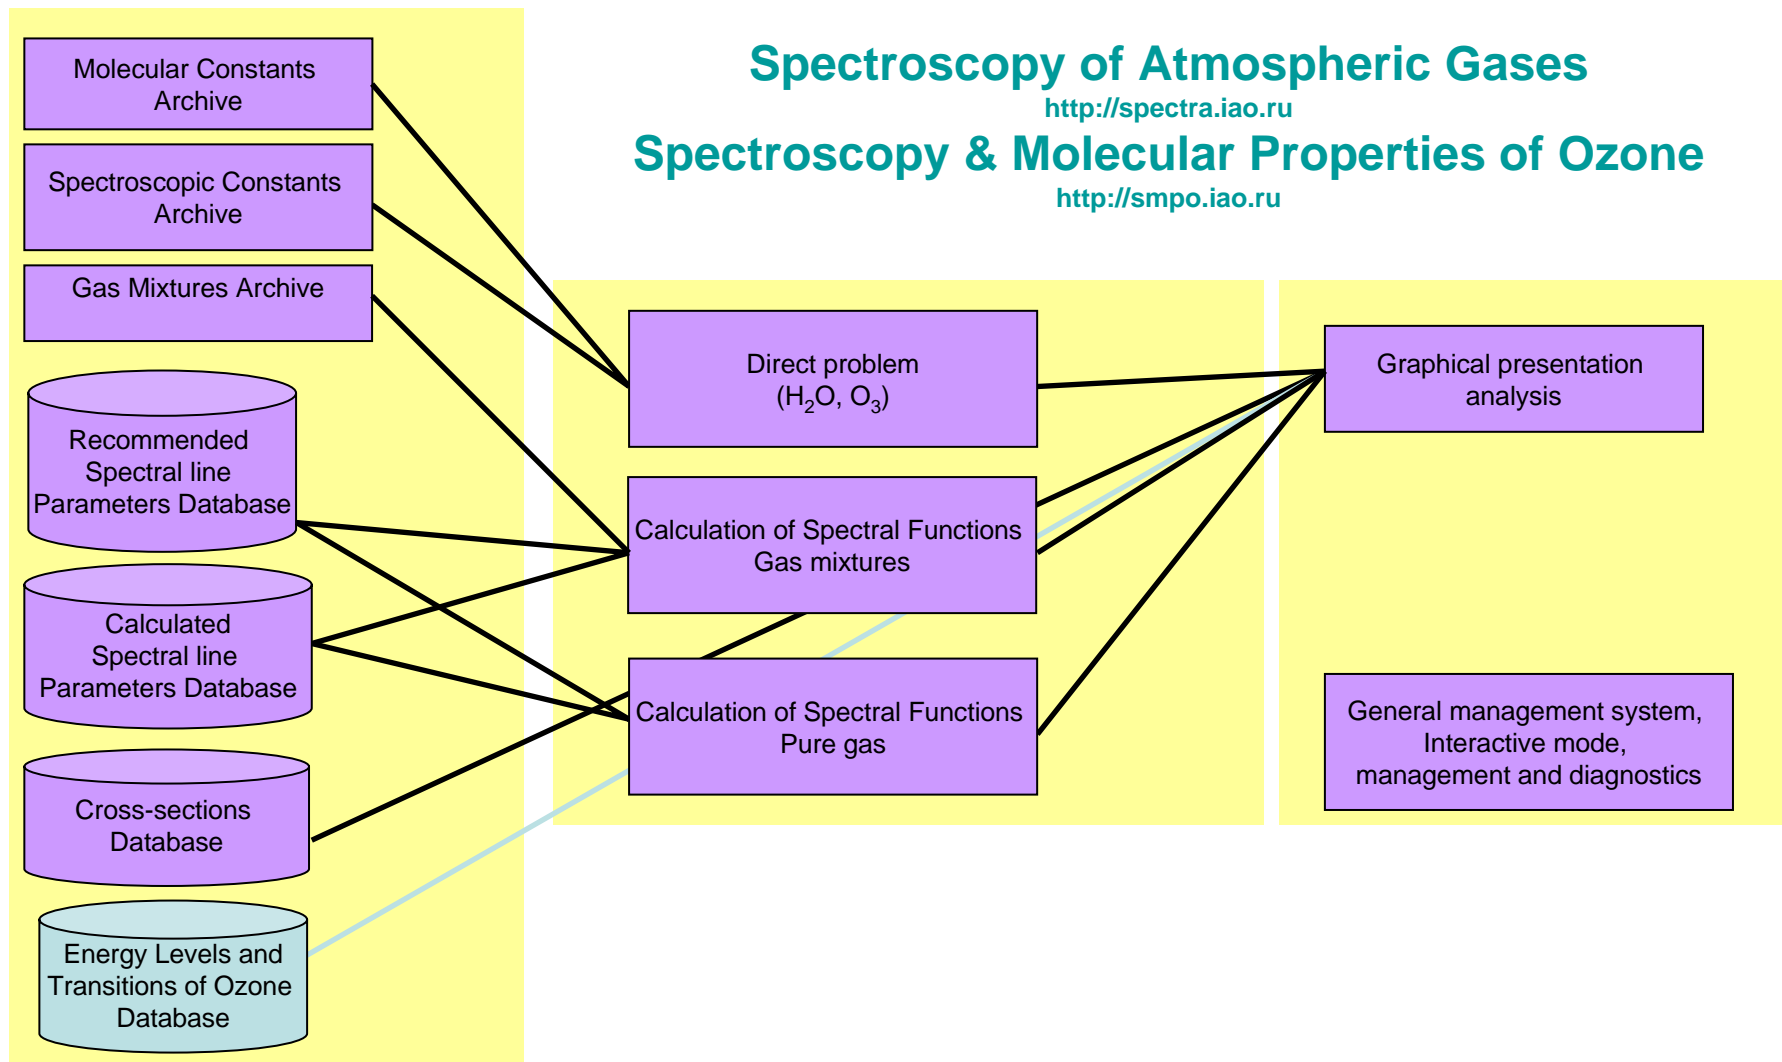 Spectroscopy of Atmospheric Gases
http://spectra.iao.ru
Spectroscopy & Molecular Properties of Ozone
http://smpo.iao.ru
Molecular Constants
Archive
Spectroscopic Constants
Archive
Gas Mixtures Archive
Recommended
Spectral line
Parameters Database
Calculated
Spectral line
Parameters Database
Cross-sections
Database
Energy Levels and
Transitions of Ozone
Database
Direct problem
(H₂O, O₃)
Calculation of Spectral Functions
Gas mixtures
Calculation of Spectral Functions
Pure gas
Graphical presentation
analysis
General management system,
Interactive mode,
management and diagnostics